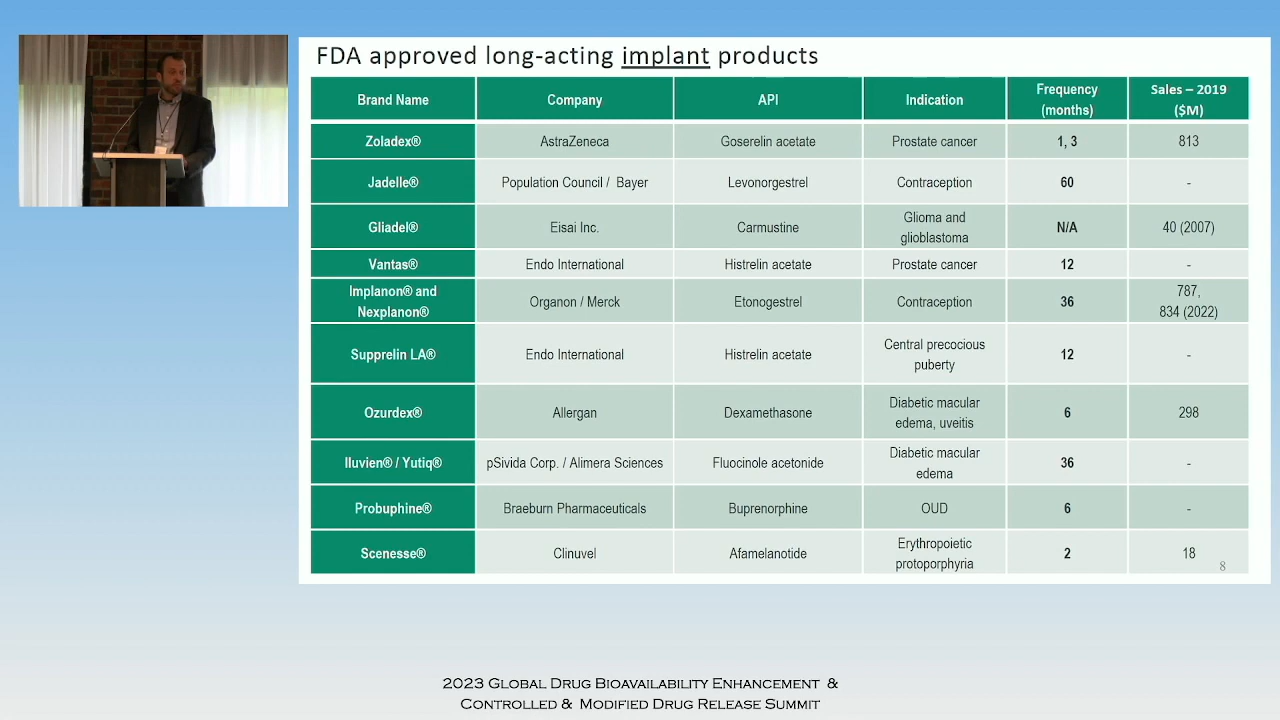 FDA approved long-acting implant products
Brand Name Company API Indication Frequency (months) Sales – 2019 ($M)
Zoladex® AstraZeneca Goserelin acetate Prostate cancer 1, 3 813
Jadelle® Population Council / Bayer Levonorgestrel Contraception 60 -
Gliadel® Eisai Inc. Carmustine Glioma and glioblastoma N/A 40 (2007)
Vantas® Endo International Histrelin acetate Prostate cancer 12 -
Implanon® and Nexplanon® Organon / Merck Etonogestrel Contraception 36 787, 834 (2022)
Supprelin LA® Endo International Histrelin acetate Central precocious puberty 12 -
Ozurdex® Allergan Dexamethasone Diabetic macular edema, uveitis 6 298
Iluvien® / Yutiq® pSivida Corp. / Alimera Sciences Fluocinole acetonide Diabetic macular edema 36 -
Probuphine® Braeburn Pharmaceuticals Buprenorphine OUD 6 -
Scenesse® Clinuvel Afamelanotide Erythropoietic protoporphyria 2 18
8
2023 Global Drug Bioavailability Enhancement &
Controlled & Modified Drug Release Summit